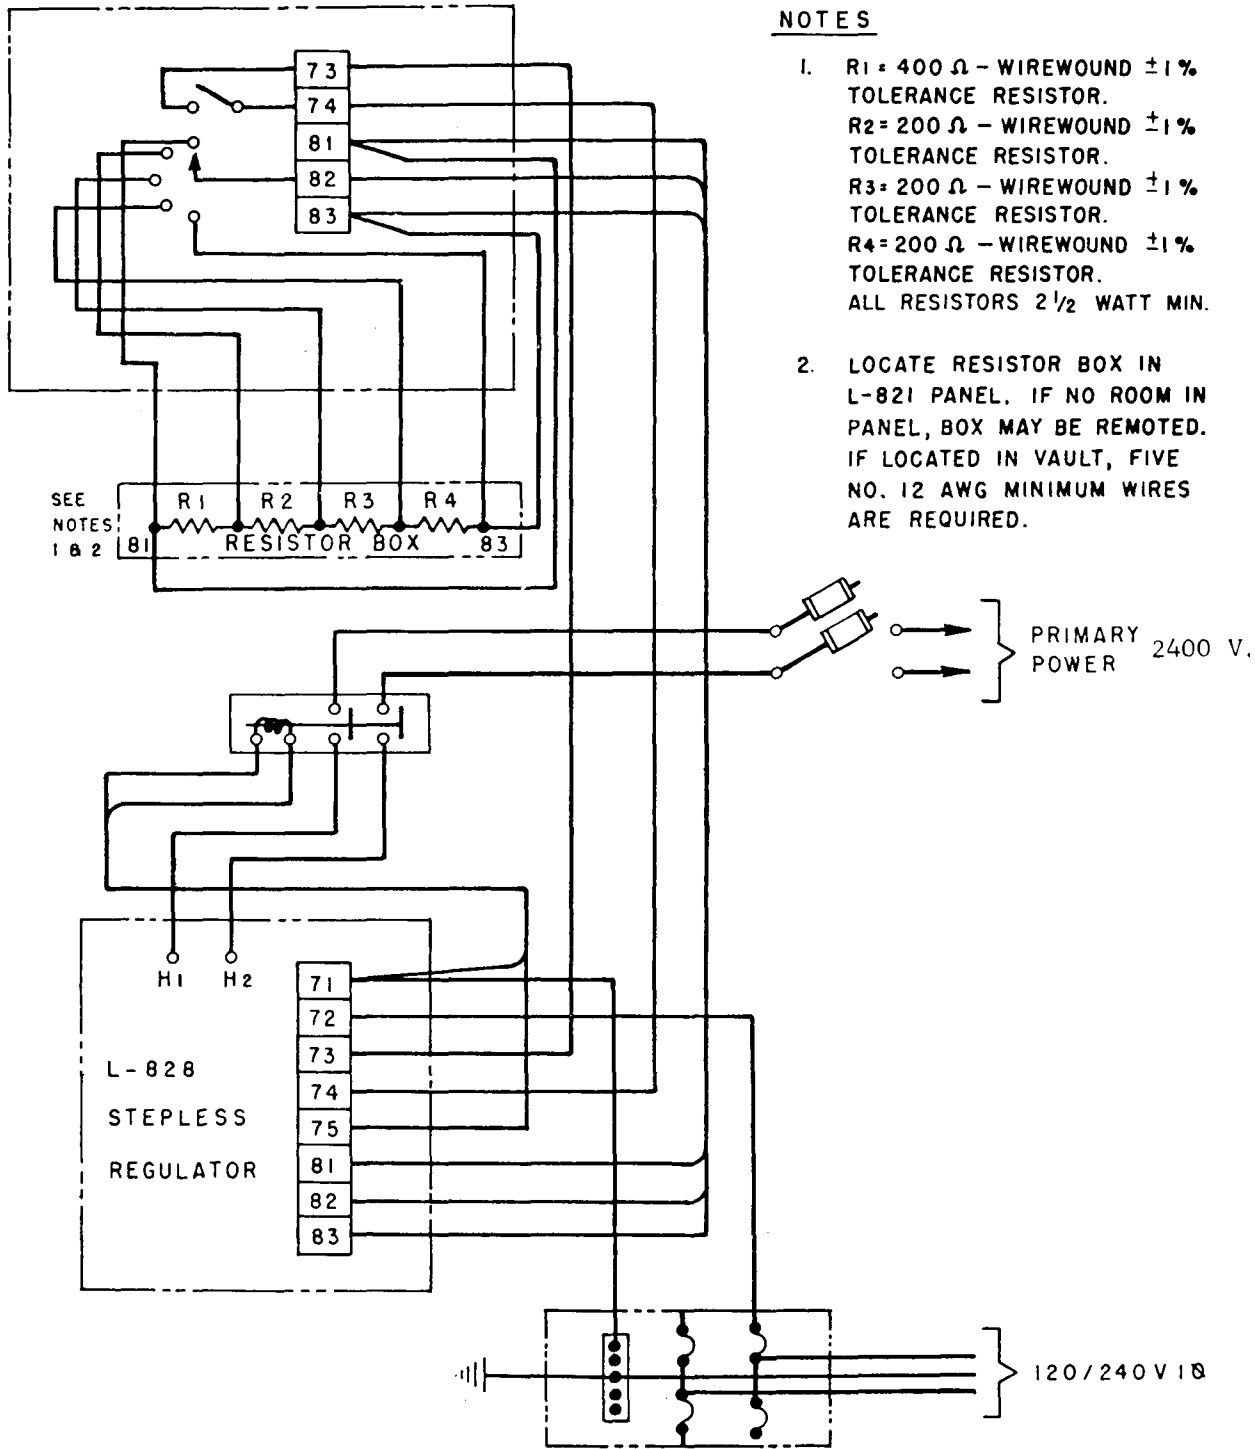 NOTES
1. R1 = 400 Ω - WIREWOUND ±1%
TOLERANCE RESISTOR.
R2 = 200 Ω - WIREWOUND ±1%
TOLERANCE RESISTOR.
R3 = 200 Ω - WIREWOUND ±1%
TOLERANCE RESISTOR.
R4 = 200 Ω - WIREWOUND ±1%
TOLERANCE RESISTOR.
ALL RESISTORS 2 1/2 WATT MIN.
2. LOCATE RESISTOR BOX IN
L-821 PANEL. IF NO ROOM IN
PANEL, BOX MAY BE REMOTED.
IF LOCATED IN VAULT, FIVE
NO. 12 AWG MINIMUM WIRES
ARE REQUIRED.
73
74
81
82
83
SEE
NOTES
1 & 2
R1 R2 R3 R4
81 RESISTOR BOX 83
PRIMARY
POWER
2400 V.
H1 H2
L-828
STEPLESS
REGULATOR
71
72
73
74
75
81
82
83
120/240 V 1Ø